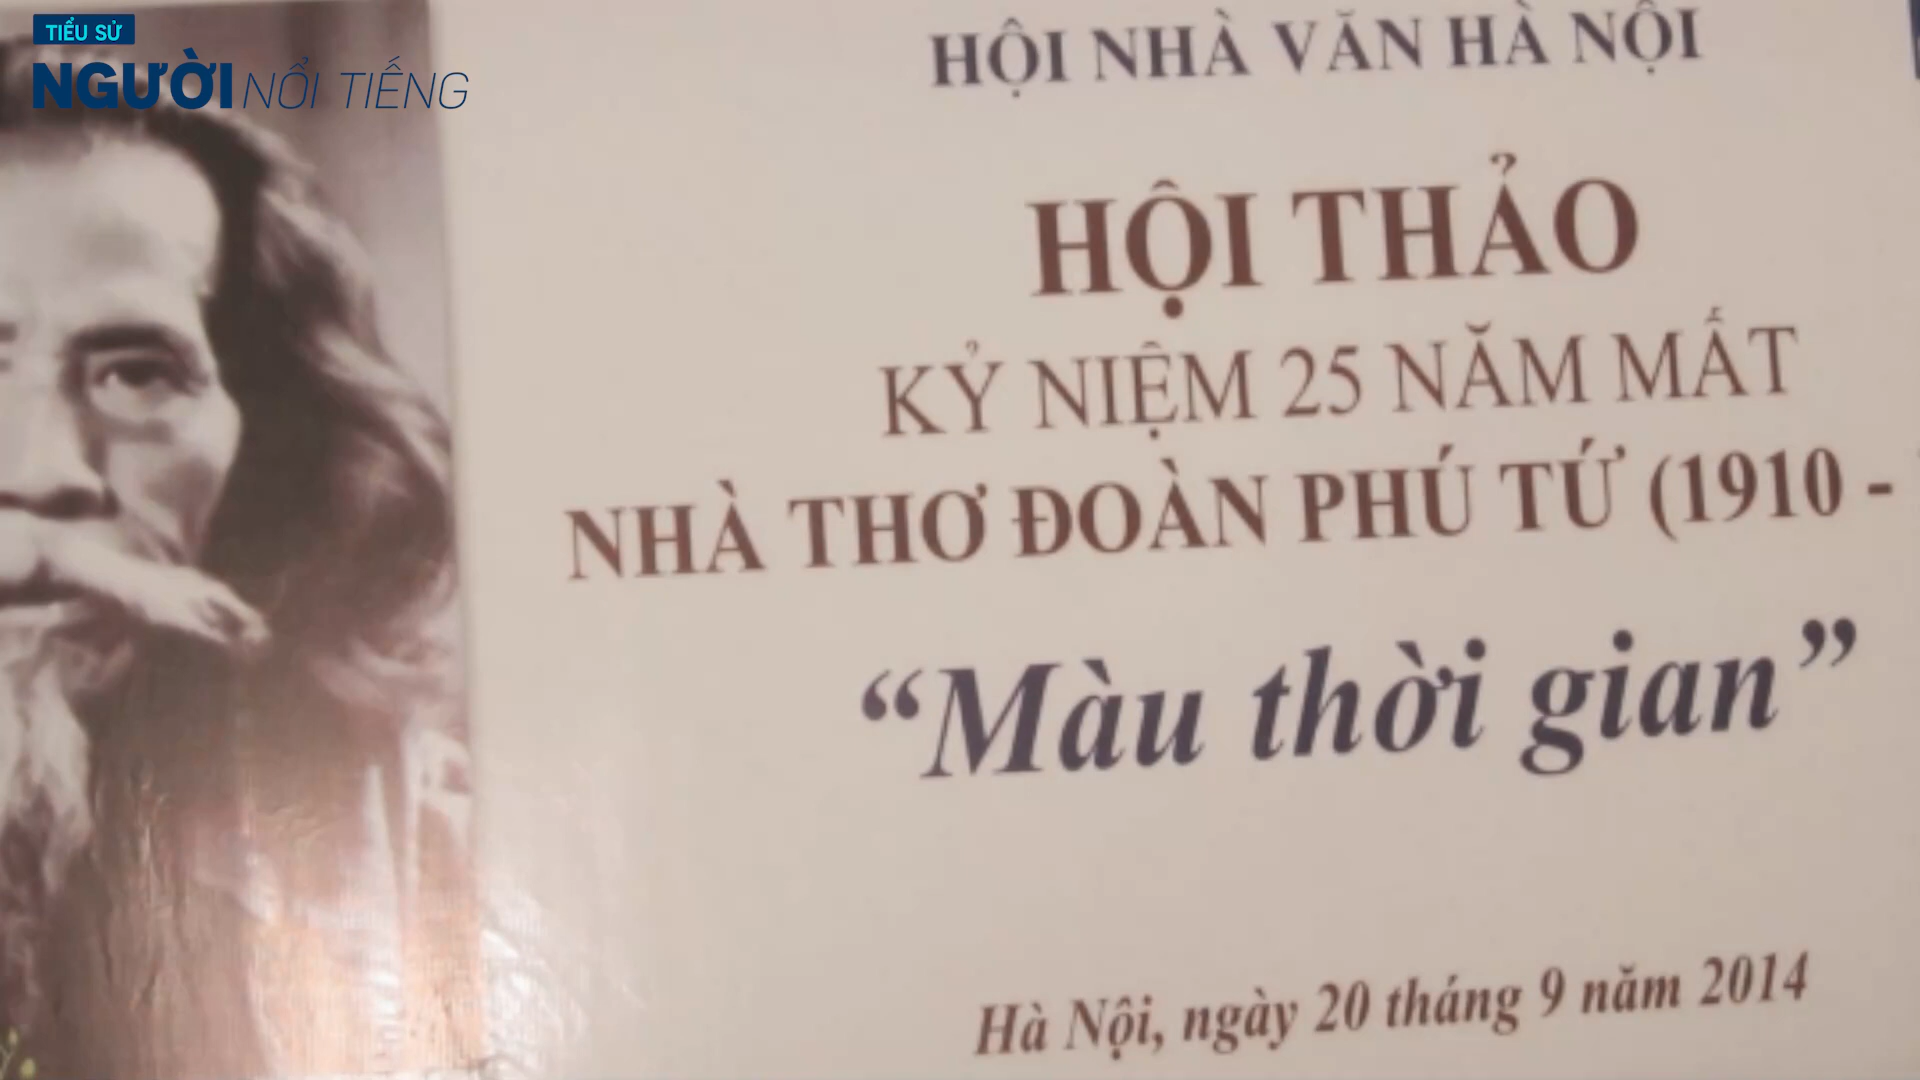 TIỂU SỬ
NGƯỜI NỔI TIẾNG
HỘI NHÀ VĂN HÀ NỘI
HỘI THẢO
KỶ NIỆM 25 NĂM MẤT
NHÀ THƠ ĐOÀN PHÚ TỨ (1910 -
“Màu thời gian”
Hà Nội, ngày 20 tháng 9 năm 2014